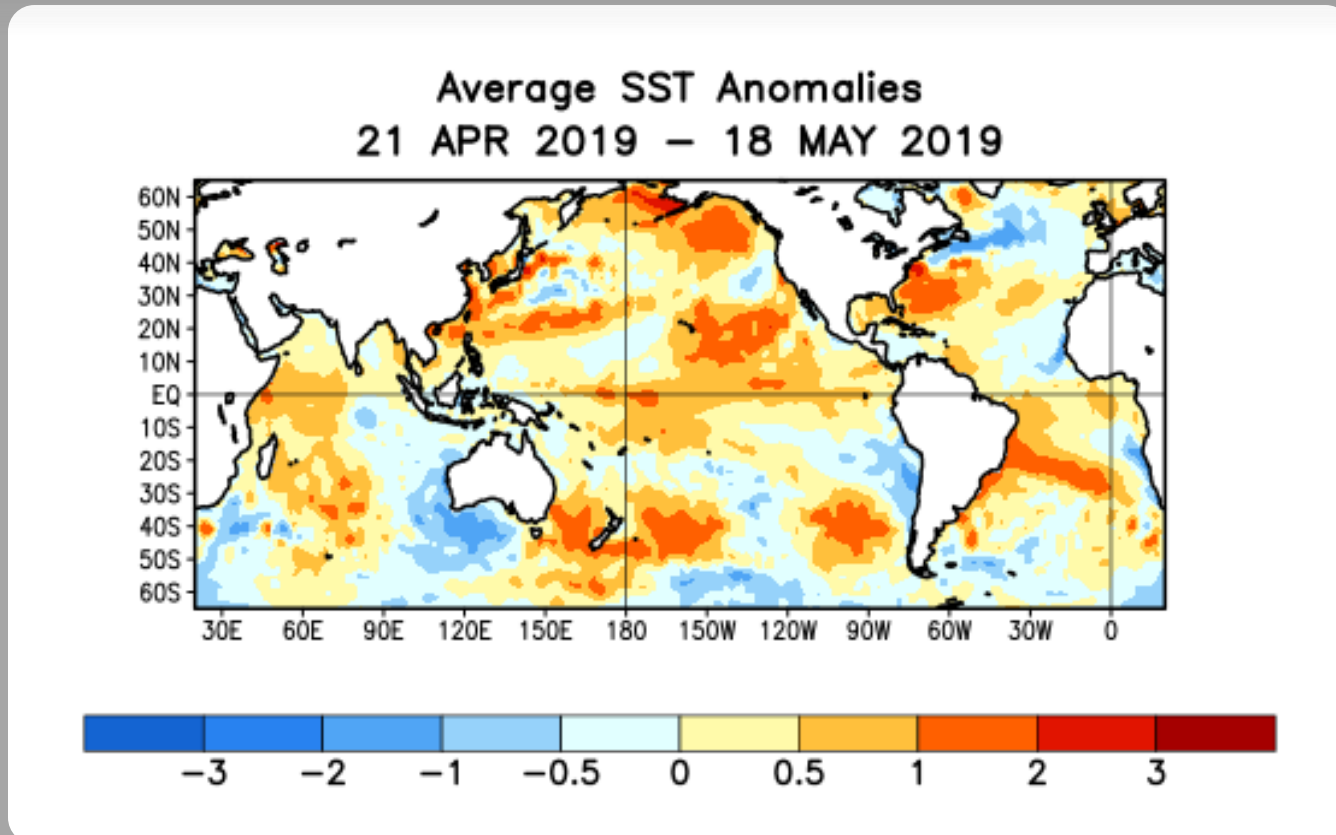 Average SST Anomalies
21 APR 2019 – 18 MAY 2019
60N
50N
40N
30N
20N
10N
EQ
10S
20S
30S
40S
50S
60S
30E 60E 90E 120E 150E 180 150W 120W 90W 60W 30W 0
−3 −2 −1 −0.5 0 0.5 1 2 3